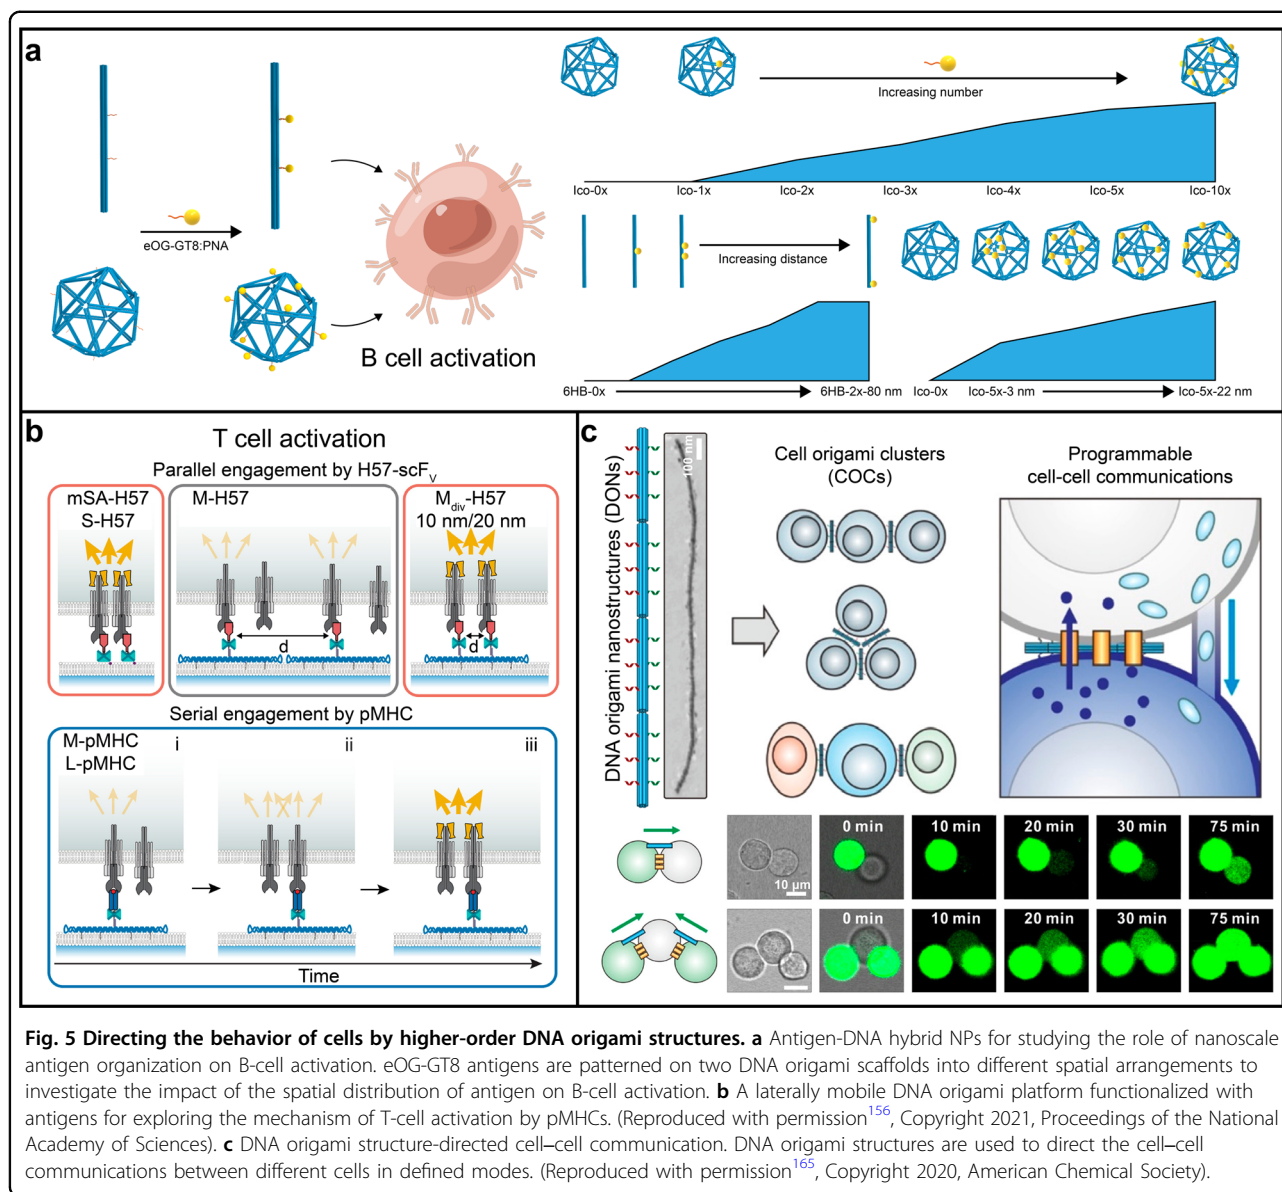 a
eOG-GT8:PNA
B cell activation
Increasing number
Ico-0x Ico-1x Ico-2x Ico-3x Ico-4x Ico-5x Ico-10x
Increasing distance
6HB-0x 6HB-2x-80 nm Ico-0x Ico-5x-3 nm Ico-5x-22 nm
b
T cell activation
Parallel engagement by H57-scFV
mSA-H57
S-H57
M-H57
d
Mdiv-H57
10 nm/20 nm
d
Serial engagement by pMHC
M-pMHC
L-pMHC
i ii iii
Time
c
DNA origami nanostructures (DONs)
100 nm
Cell origami clusters
(COCs)
Programmable
cell-cell communications
10 µm
0 min 10 min 20 min 30 min 75 min
0 min 10 min 20 min 30 min 75 min
Fig. 5 Directing the behavior of cells by higher-order DNA origami structures. a Antigen-DNA hybrid NPs for studying the role of nanoscale
antigen organization on B-cell activation. eOG-GT8 antigens are patterned on two DNA origami scaffolds into different spatial arrangements to
investigate the impact of the spatial distribution of antigen on B-cell activation. b A laterally mobile DNA origami platform functionalized with
antigens for exploring the mechanism of T-cell activation by pMHCs. (Reproduced with permission156, Copyright 2021, Proceedings of the National
Academy of Sciences). c DNA origami structure-directed cell–cell communication. DNA origami structures are used to direct the cell–cell
communications between different cells in defined modes. (Reproduced with permission165, Copyright 2020, American Chemical Society).